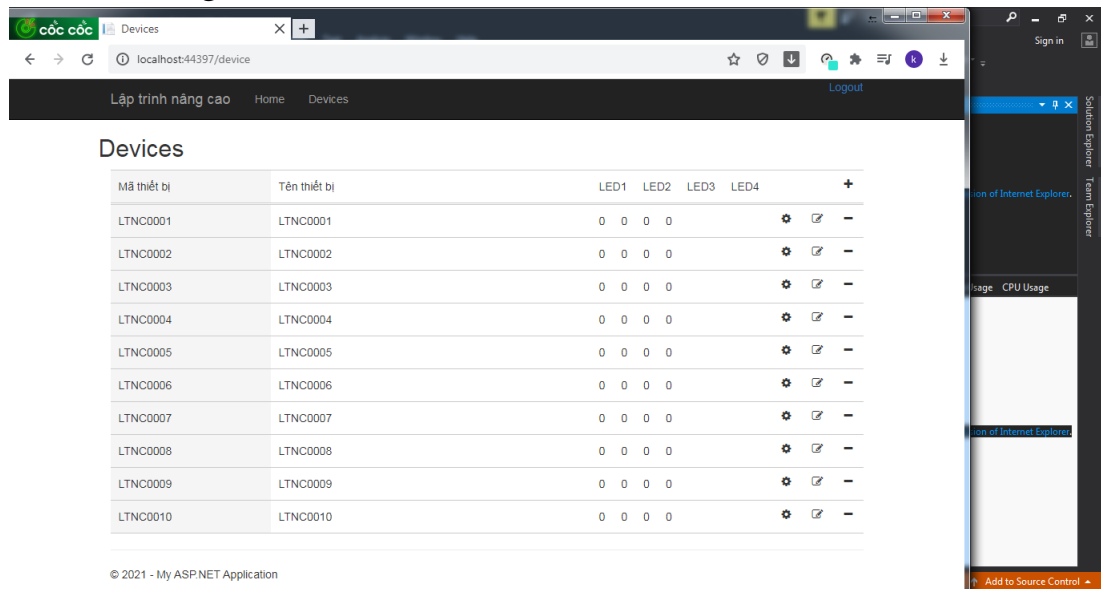 cốc cốc Devices
Sign in
localhost:44397/device
k
Lập trình nâng cao Home Devices Logout
Solution Explorer
Team Explorer
Devices
Mã thiết bị Tên thiết bị LED1 LED2 LED3 LED4
ion of Internet Explorer.
LTNC0001 LTNC0001 0 0 0 0
LTNC0002 LTNC0002 0 0 0 0
LTNC0003 LTNC0003 0 0 0 0
Usage CPU Usage
LTNC0004 LTNC0004 0 0 0 0
LTNC0005 LTNC0005 0 0 0 0
LTNC0006 LTNC0006 0 0 0 0
LTNC0007 LTNC0007 0 0 0 0
ion of Internet Explorer.
LTNC0008 LTNC0008 0 0 0 0
LTNC0009 LTNC0009 0 0 0 0
LTNC0010 LTNC0010 0 0 0 0
© 2021 - My ASP.NET Application
Add to Source Control